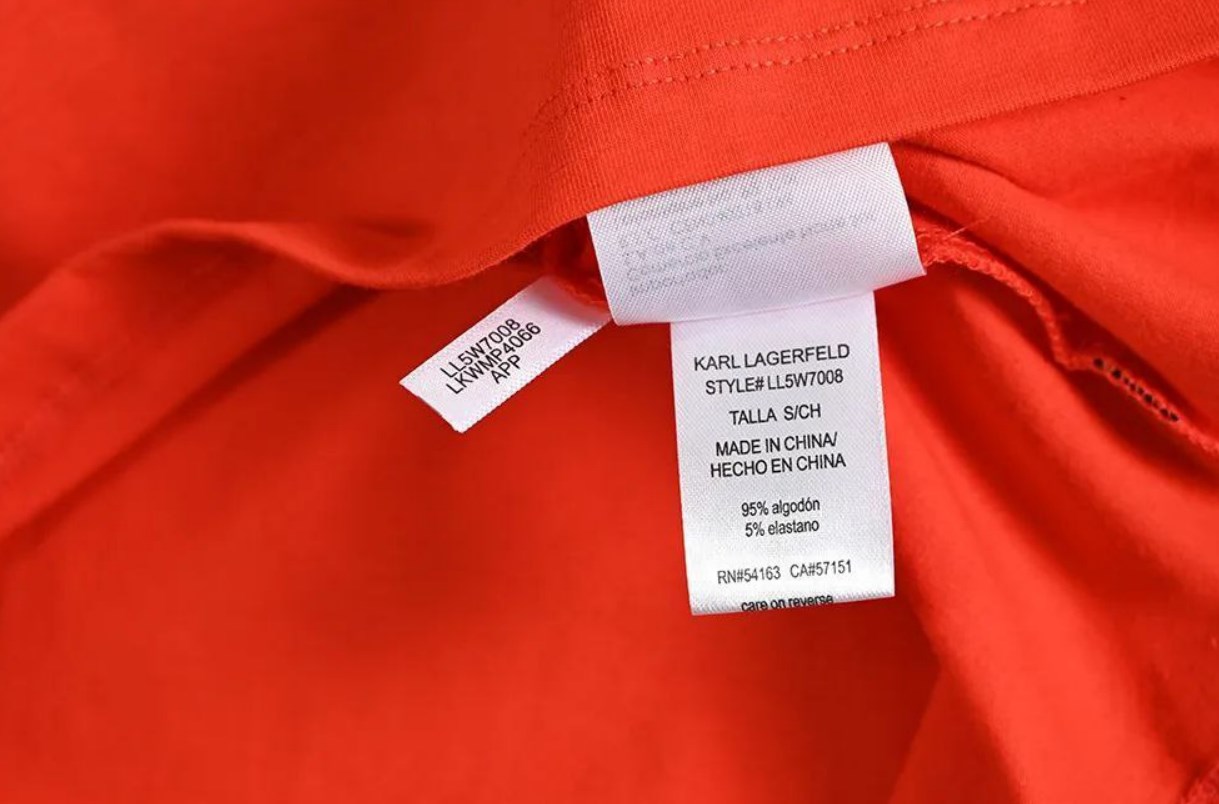 LL5W7008
LKWMP4066
APP
KARL LAGERFELD
STYLE# LL5W7008
TALLA S/CH
MADE IN CHINA/
HECHO EN CHINA
95% algodón
5% elastano
RN#54163 CA#57151
care on reverse